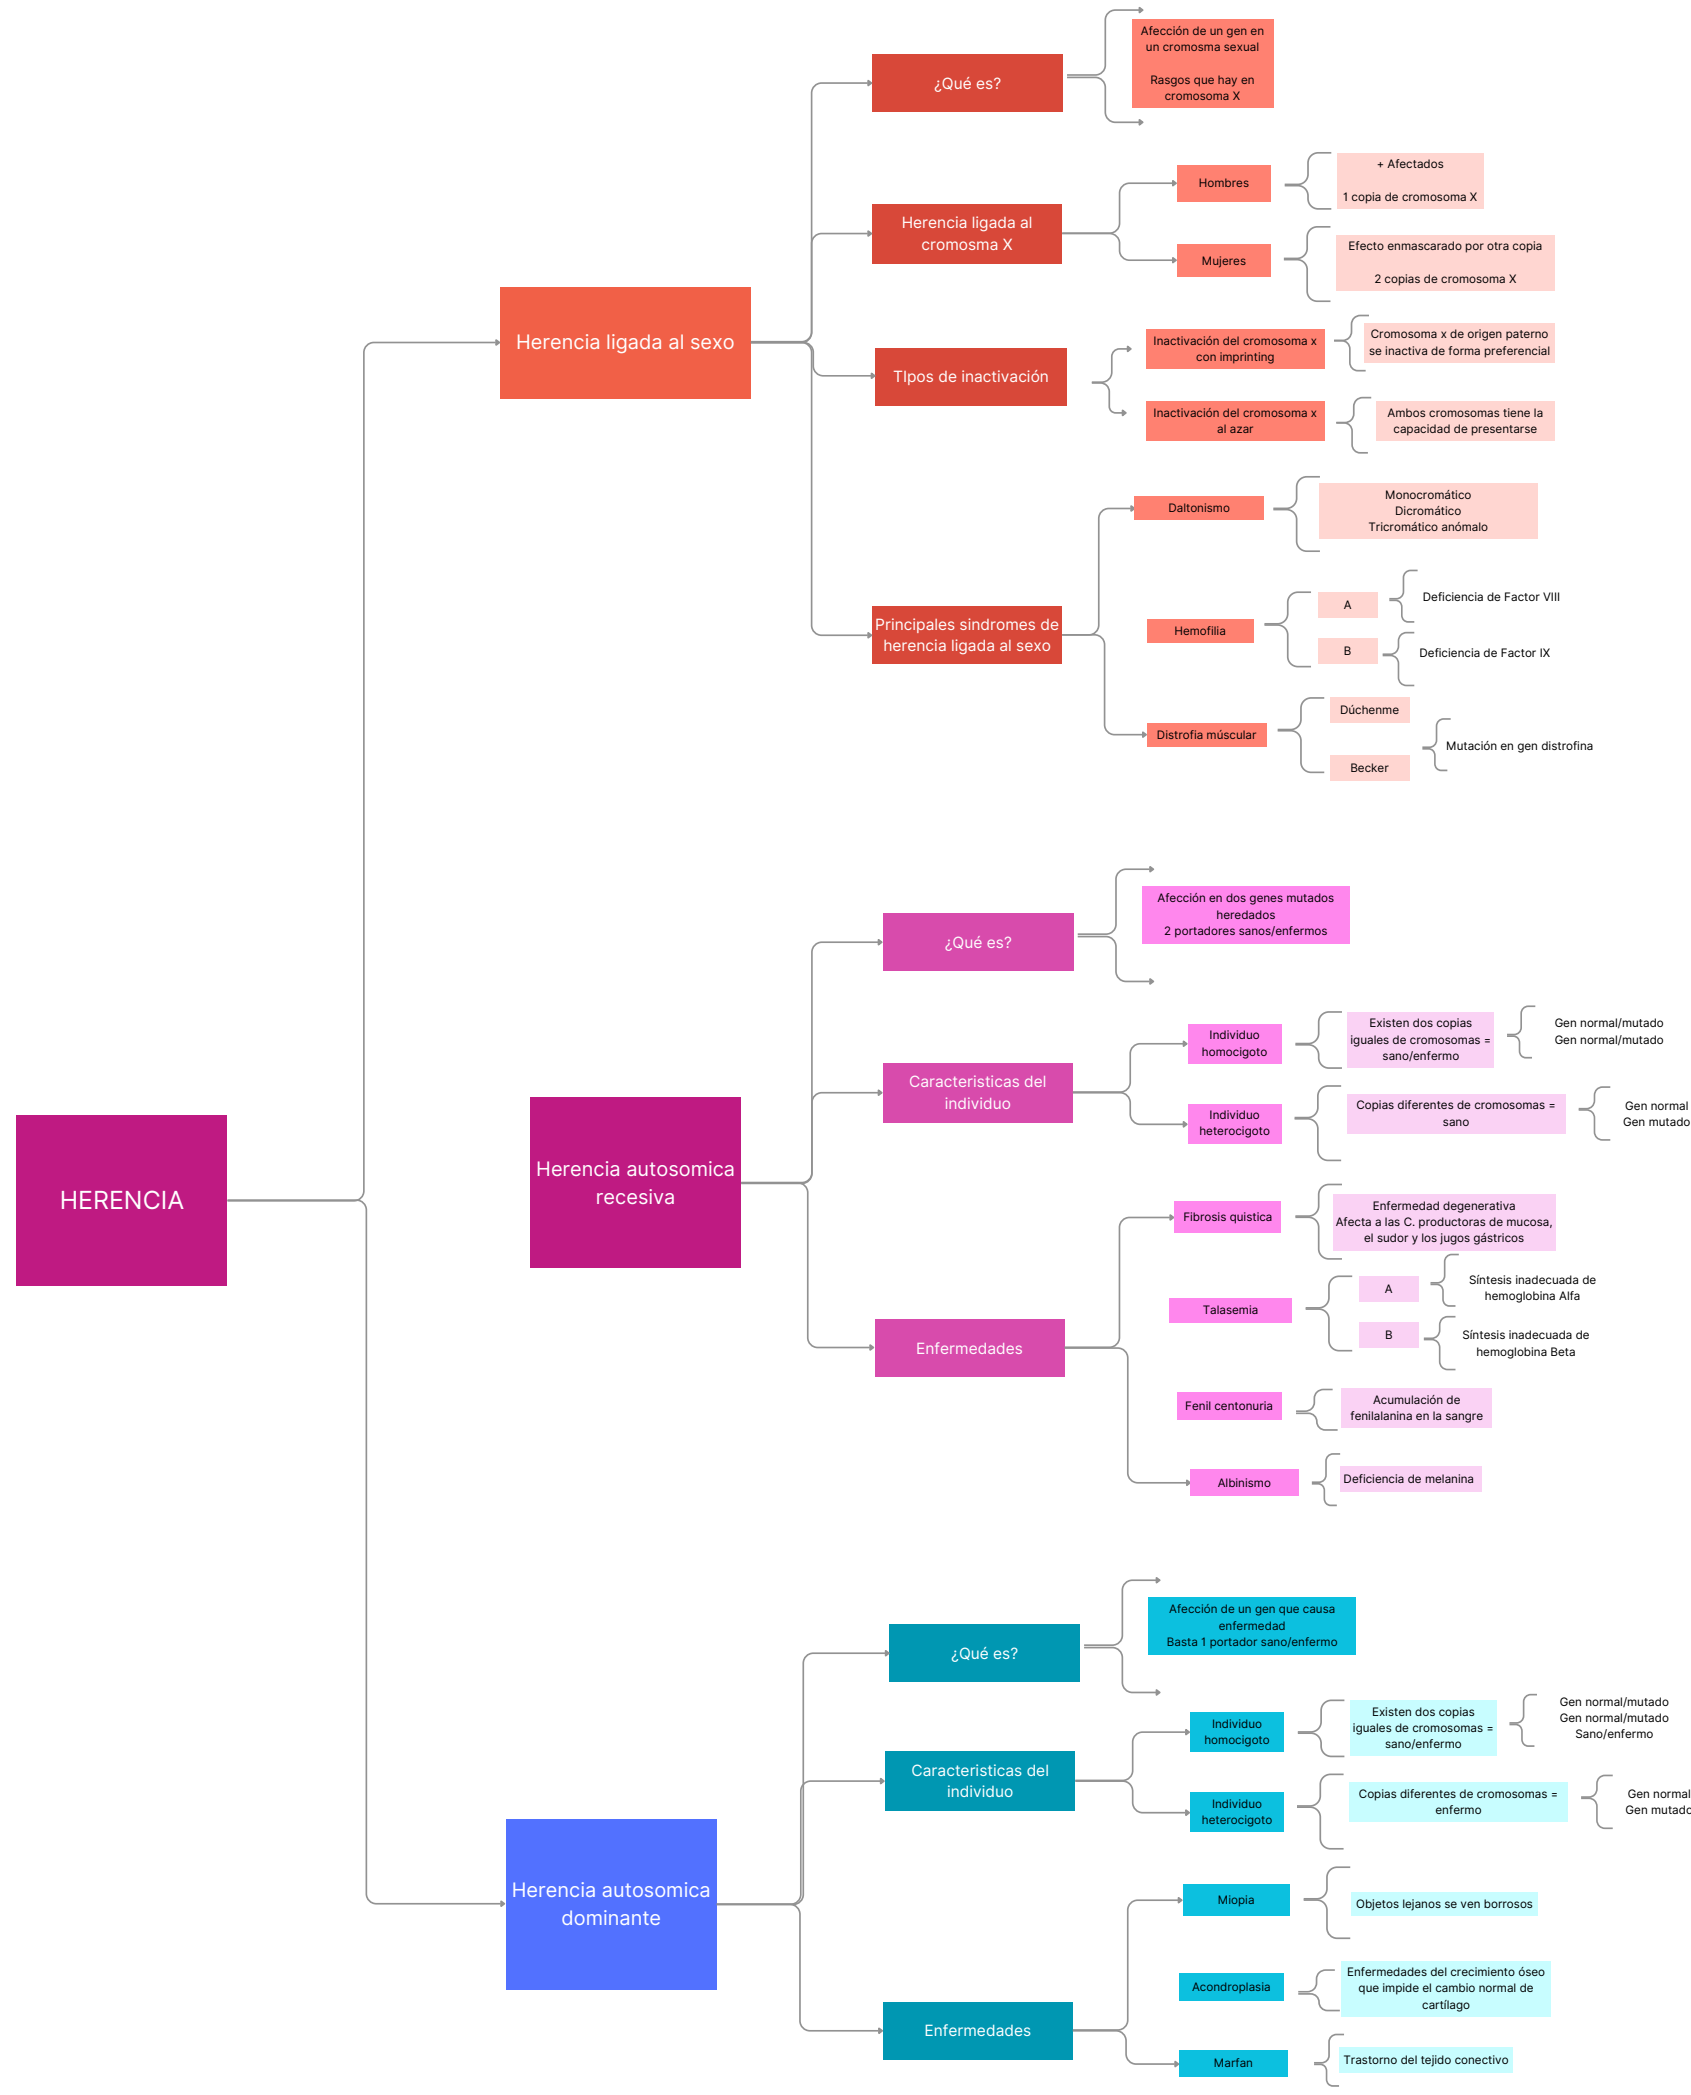 HERENCIA
Herencia ligada al sexo
¿Qué es?
Afección de un gen en
un cromosma sexual
Rasgos que hay en
cromosoma X
Herencia ligada al
cromosma X
Hombres
+ Afectados
1 copia de cromosoma X
Mujeres
Efecto enmascarado por otra copia
2 copias de cromosoma X
TIpos de inactivación
Inactivación del cromosoma x
con imprinting
Cromosoma x de origen paterno
se inactiva de forma preferencial
Inactivación del cromosoma x
al azar
Ambos cromosomas tiene la
capacidad de presentarse
Principales sindromes de
herencia ligada al sexo
Daltonismo
Monocromático
Dicromático
Tricromático anómalo
Hemofilia
A
Deficiencia de Factor VIII
B
Deficiencia de Factor IX
Distrofia múscular
Dúchenme
Becker
Mutación en gen distrofina
Herencia autosomica
recesiva
¿Qué es?
Afección en dos genes mutados
heredados
2 portadores sanos/enfermos
Caracteristicas del
individuo
Individuo
homocigoto
Existen dos copias
iguales de cromosomas =
sano/enfermo
Gen normal/mutado
Gen normal/mutado
Individuo
heterocigoto
Copias diferentes de cromosomas =
sano
Gen normal
Gen mutado
Enfermedades
Fibrosis quistica
Enfermedad degenerativa
Afecta a las C. productoras de mucosa,
el sudor y los jugos gástricos
Talasemia
A
Síntesis inadecuada de
hemoglobina Alfa
B
Síntesis inadecuada de
hemoglobina Beta
Fenil centonuria
Acumulación de
fenilalanina en la sangre
Albinismo
Deficiencia de melanina
Herencia autosomica
dominante
¿Qué es?
Afección de un gen que causa
enfermedad
Basta 1 portador sano/enfermo
Caracteristicas del
individuo
Individuo
homocigoto
Existen dos copias
iguales de cromosomas =
sano/enfermo
Gen normal/mutado
Gen normal/mutado
Sano/enfermo
Individuo
heterocigoto
Copias diferentes de cromosomas =
enfermo
Gen normal
Gen mutado
Enfermedades
Miopia
Objetos lejanos se ven borrosos
Acondroplasia
Enfermedades del crecimiento óseo
que impide el cambio normal de
cartílago
Marfan
Trastorno del tejido conectivo